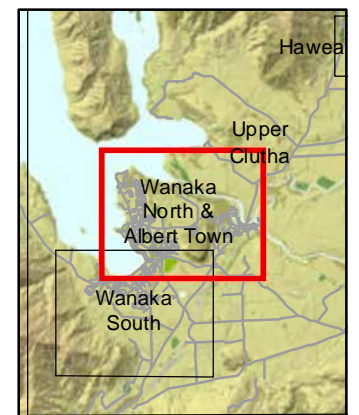 Hawea
Upper
Clutha
Wanaka
North &
Albert Town
Wanaka
South